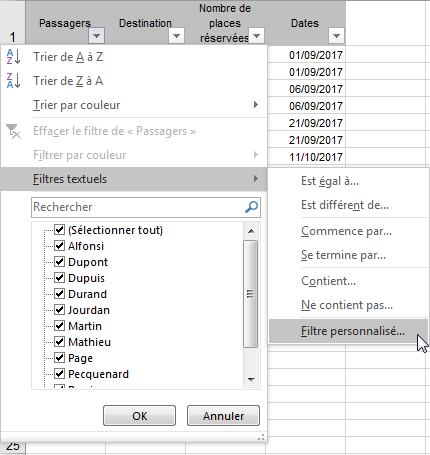 Passagers
Destination
Nombre de
places
réservées
Dates
1
Trier de A à Z
Trier de Z à A
Trier par couleur
Effacer le filtre de « Passagers »
Filtrer par couleur
Filtres textuels
Rechercher
(Sélectionner tout)
Alfonsi
Dupont
Dupuis
Durand
Jourdan
Martin
Mathieu
Page
Pecquenard
OK
Annuler
01/09/2017
01/09/2017
06/09/2017
06/09/2017
21/09/2017
21/09/2017
11/10/2017
Est égal à...
Est différent de...
Commence par...
Se termine par...
Contient...
Ne contient pas...
Filtre personnalisé...
25